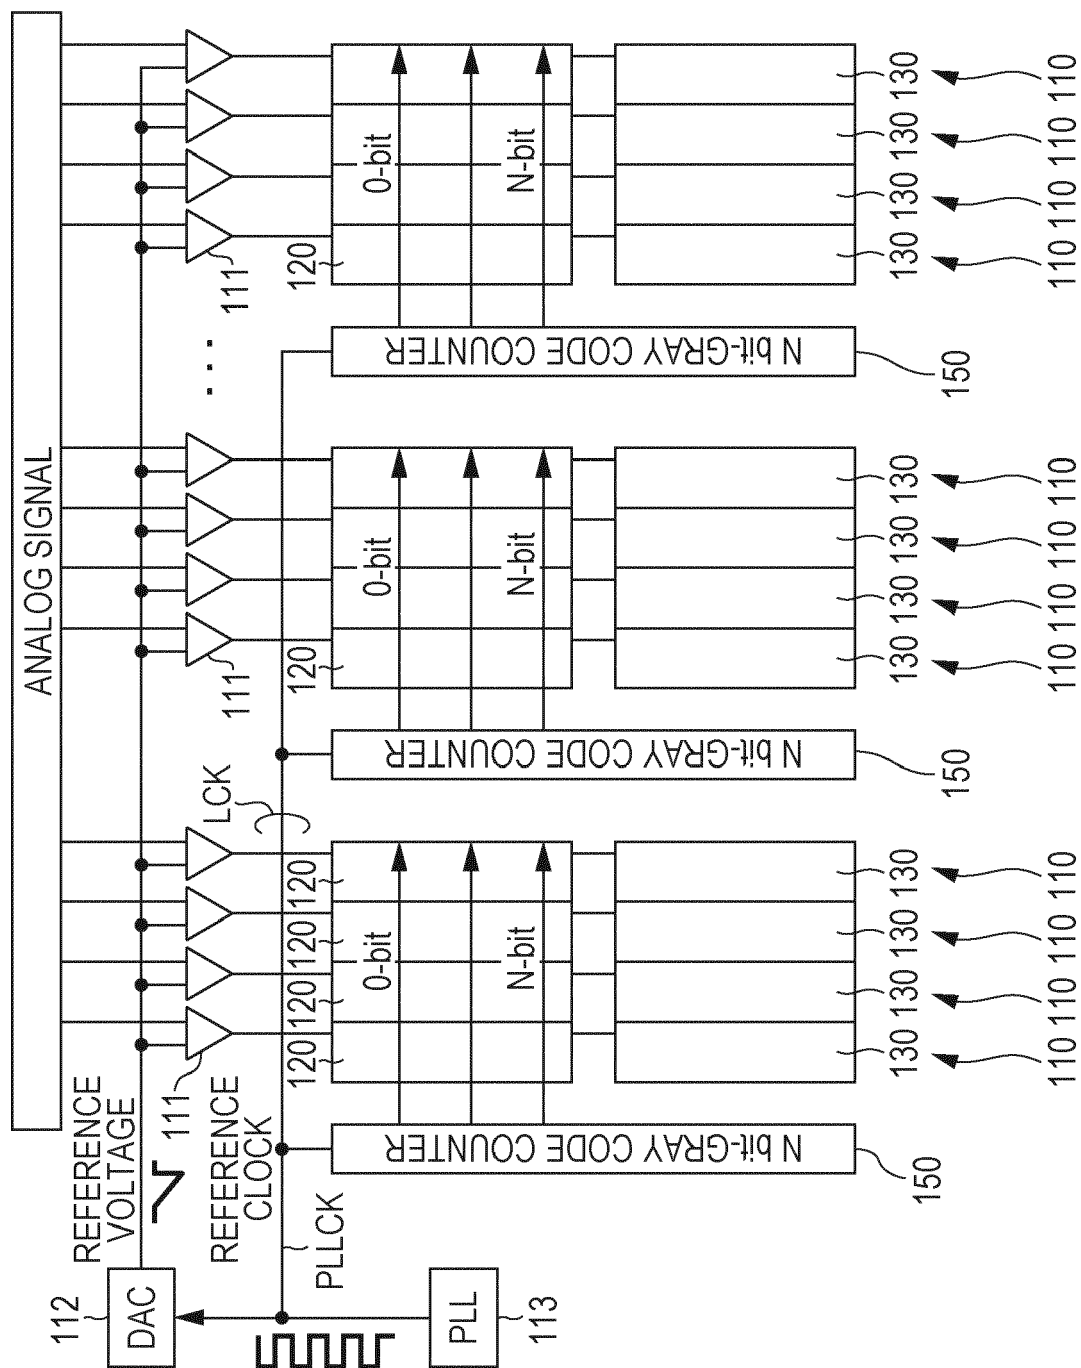 ANALOG SIGNAL
REFERENCE
VOLTAGE
112
DAC
REFERENCE
CLOCK
PLLCK
PLL
113
LCK
111
111
111
. . .
N bit-GRAY CODE COUNTER
150
120
120
120
120
0-bit
N-bit
130
130
130
130
110
110
110
110
N bit-GRAY CODE COUNTER
150
120
0-bit
N-bit
130
130
130
130
110
110
110
110
N bit-GRAY CODE COUNTER
150
120
0-bit
N-bit
130
130
130
130
110
110
110
110